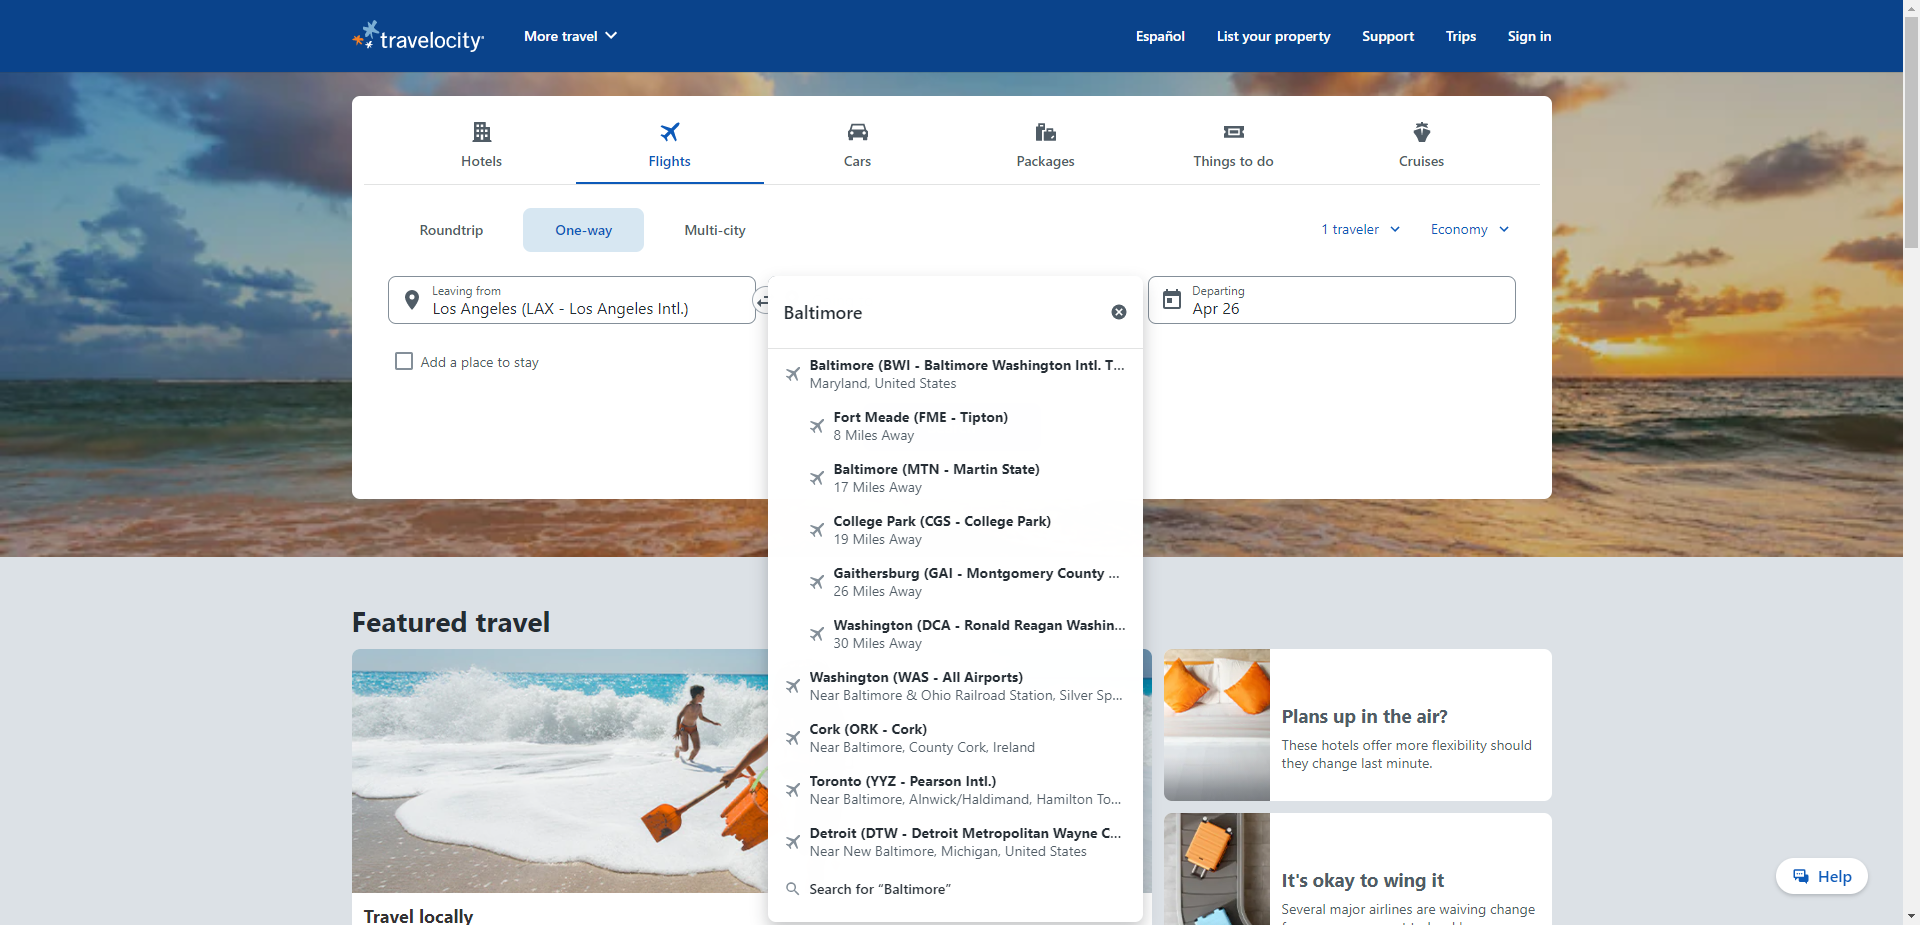 travelocity
More travel
Español
List your property
Support
Trips
Sign in
Hotels
Flights
Cars
Packages
Things to do
Cruises
Roundtrip
One-way
Multi-city
1 traveler
Economy
Leaving from
Los Angeles (LAX - Los Angeles Intl.)
Baltimore
Departing
Apr 26
Add a place to stay
Baltimore (BWI - Baltimore Washington Intl. T...
Maryland, United States
Fort Meade (FME - Tipton)
8 Miles Away
Baltimore (MTN - Martin State)
17 Miles Away
College Park (CGS - College Park)
19 Miles Away
Gaithersburg (GAI - Montgomery County ...
26 Miles Away
Washington (DCA - Ronald Reagan Washin...
30 Miles Away
Washington (WAS - All Airports)
Near Baltimore & Ohio Railroad Station, Silver Sp...
Cork (ORK - Cork)
Near Baltimore, County Cork, Ireland
Toronto (YYZ - Pearson Intl.)
Near Baltimore, Alnwick/Haldimand, Hamilton To...
Detroit (DTW - Detroit Metropolitan Wayne C...
Near New Baltimore, Michigan, United States
Search for “Baltimore”
Featured travel
Travel locally
Plans up in the air?
These hotels offer more flexibility should
they change last minute.
It's okay to wing it
Several major airlines are waiving change
Help